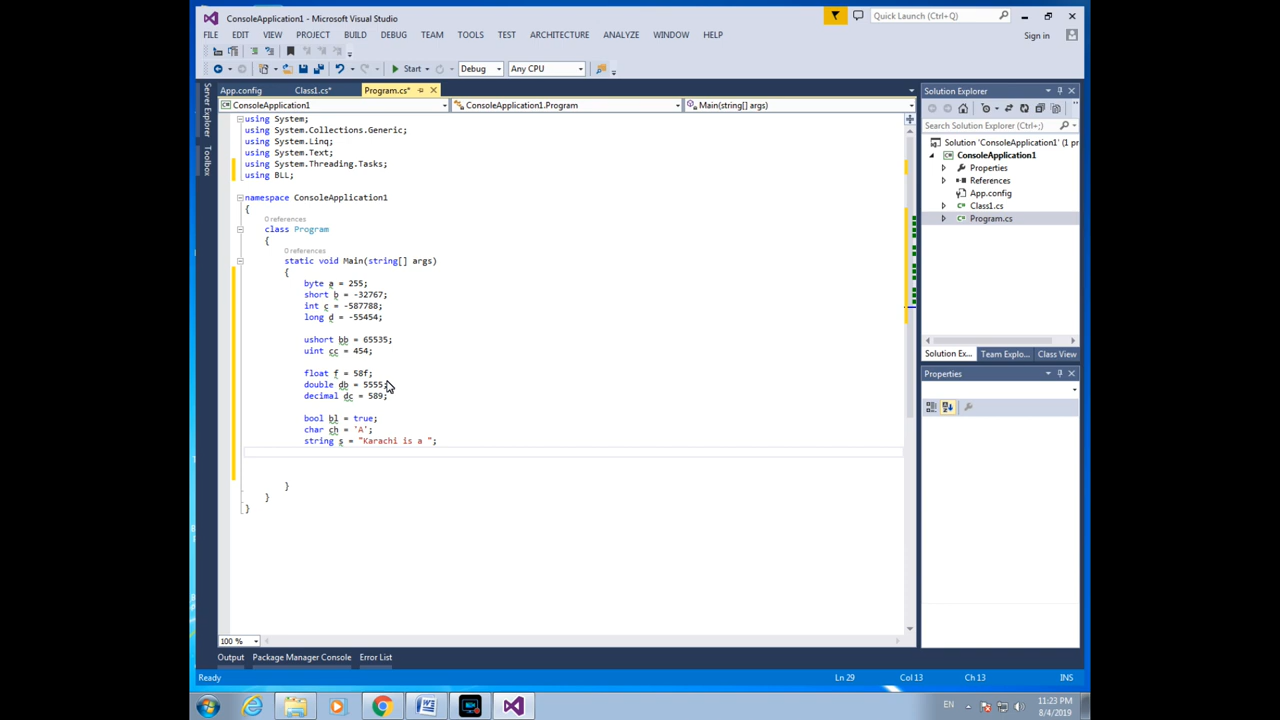 ConsoleApplication1 - Microsoft Visual Studio
Quick Launch (Ctrl+Q)
FILE EDIT VIEW PROJECT BUILD DEBUG TEAM TOOLS TEST ARCHITECTURE ANALYZE WINDOW HELP
Sign in
Start Debug Any CPU
App.config Class1.cs* Program.cs*
ConsoleApplication1 ConsoleApplication1.Program Main(string[] args)
Server Explorer
Toolbox
using System;
using System.Collections.Generic;
using System.Linq;
using System.Text;
using System.Threading.Tasks;
using BLL;
namespace ConsoleApplication1
{
0 references
class Program
{
0 references
static void Main(string[] args)
{
byte a = 255;
short b = -32767;
int c = -587788;
long d = -55454;
ushort bb = 65535;
uint cc = 454;
float f = 58f;
double db = 5555;
decimal dc = 589;
bool bl = true;
char ch = 'A';
string s = "Karachi is a ";
}
}
}
100 %
Solution Explorer
Search Solution Explorer (Ctrl+;)
Solution 'ConsoleApplication1' (1 pr
ConsoleApplication1
Properties
References
App.config
Class1.cs
Program.cs
Solution Ex... Team Explo... Class View
Properties
Output Package Manager Console Error List
Ready Ln 29 Col 13 Ch 13 INS
EN
11:23 PM
8/4/2019